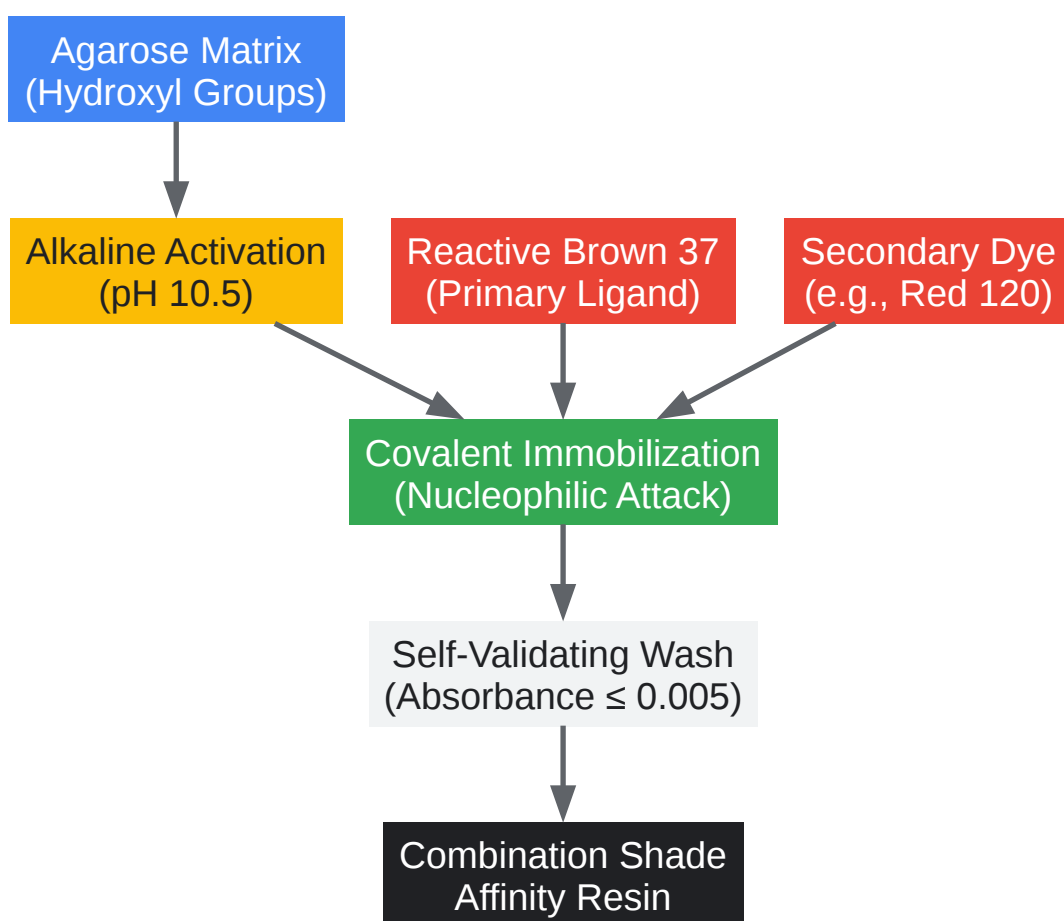 Agarose Matrix
(Hydroxyl Groups)
Alkaline Activation
(pH 10.5)
Reactive Brown 37
(Primary Ligand)
Secondary Dye
(e.g., Red 120)
Covalent Immobilization
(Nucleophilic Attack)
Self-Validating Wash
(Absorbance ≤ 0.005)
Combination Shade
Affinity Resin